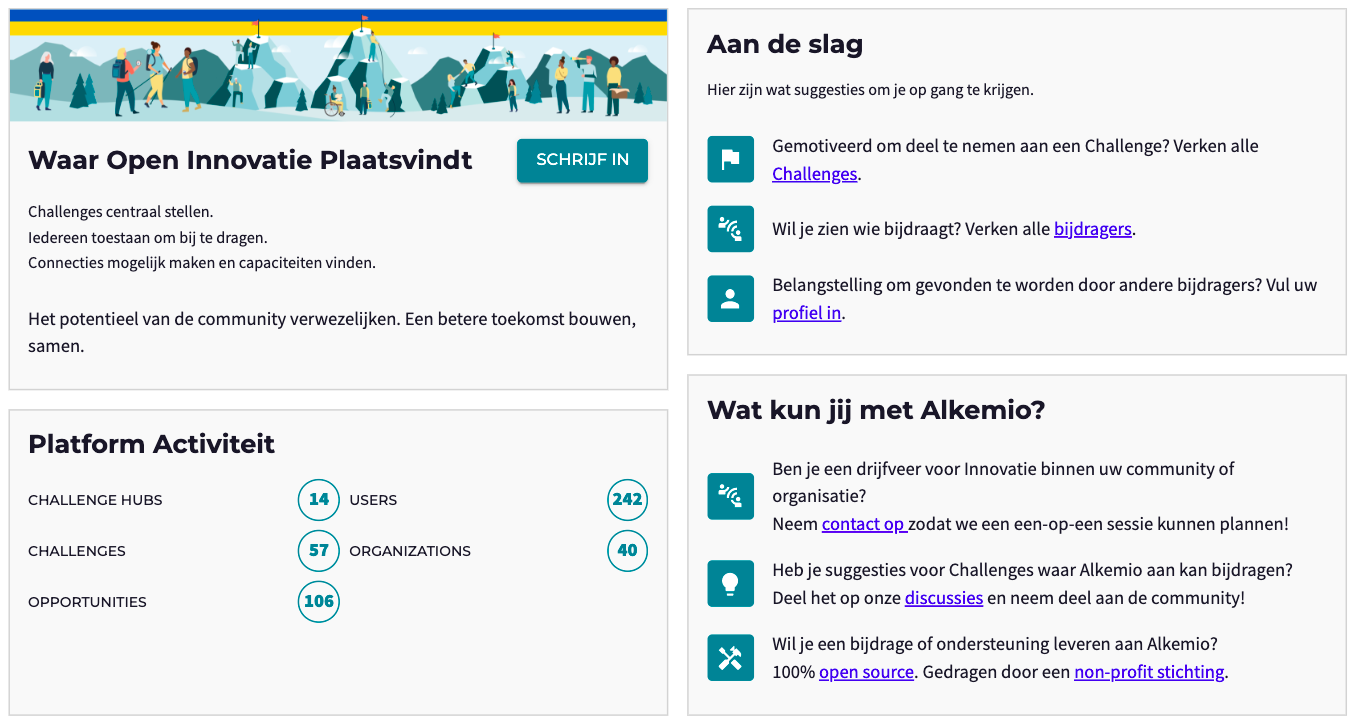 Waar Open Innovatie Plaatsvindt
SCHRIJF IN
Challenges centraal stellen.
Iedereen toestaan om bij te dragen.
Connecties mogelijk maken en capaciteiten vinden.
Het potentieel van de community verwezelijken. Een betere toekomst bouwen,
samen.
Platform Activiteit
CHALLENGE HUBS 14 USERS 242
CHALLENGES 57 ORGANIZATIONS 40
OPPORTUNITIES 106
Aan de slag
Hier zijn wat suggesties om je op gang te krijgen.
Gemotiveerd om deel te nemen aan een Challenge? Verken alle
Challenges.
Wil je zien wie bijdraagt? Verken alle bijdragers.
Belangstelling om gevonden te worden door andere bijdragers? Vul uw
profiel in.
Wat kun jij met Alkemio?
Ben je een drijfveer voor Innovatie binnen uw community of
organisatie?
Neem contact op zodat we een een-op-een sessie kunnen plannen!
Heb je suggesties voor Challenges waar Alkemio aan kan bijdragen?
Deel het op onze discussies en neem deel aan de community!
Wil je een bijdrage of ondersteuning leveren aan Alkemio?
100% open source. Gedragen door een non-profit stichting.